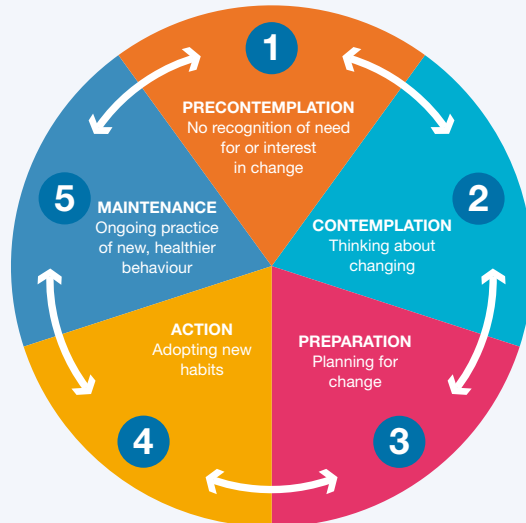 1
PRECONTEMPLATION
No recognition of need
for or interest
in change
2
CONTEMPLATION
Thinking about
changing
3
PREPARATION
Planning for
change
4
ACTION
Adopting new
habits
5
MAINTENANCE
Ongoing practice
of new, healthier
behaviour